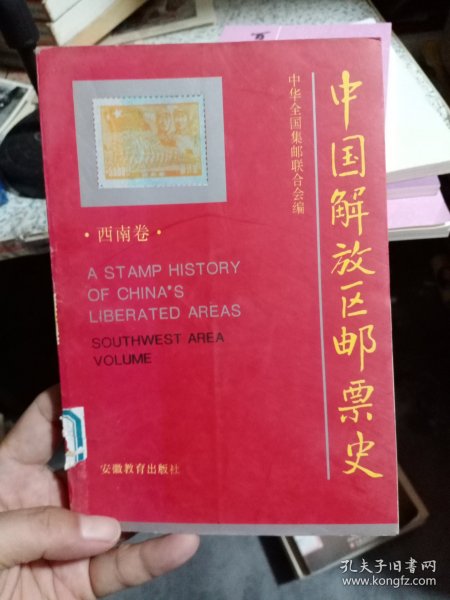 中国解放区邮票史
中华全国集邮联合会编
·西南卷·
A STAMP HISTORY
OF CHINA'S
LIBERATED AREAS
SOUTHWEST AREA
VOLUME
安徽教育出版社
孔夫子旧书网
www.kongfz.com